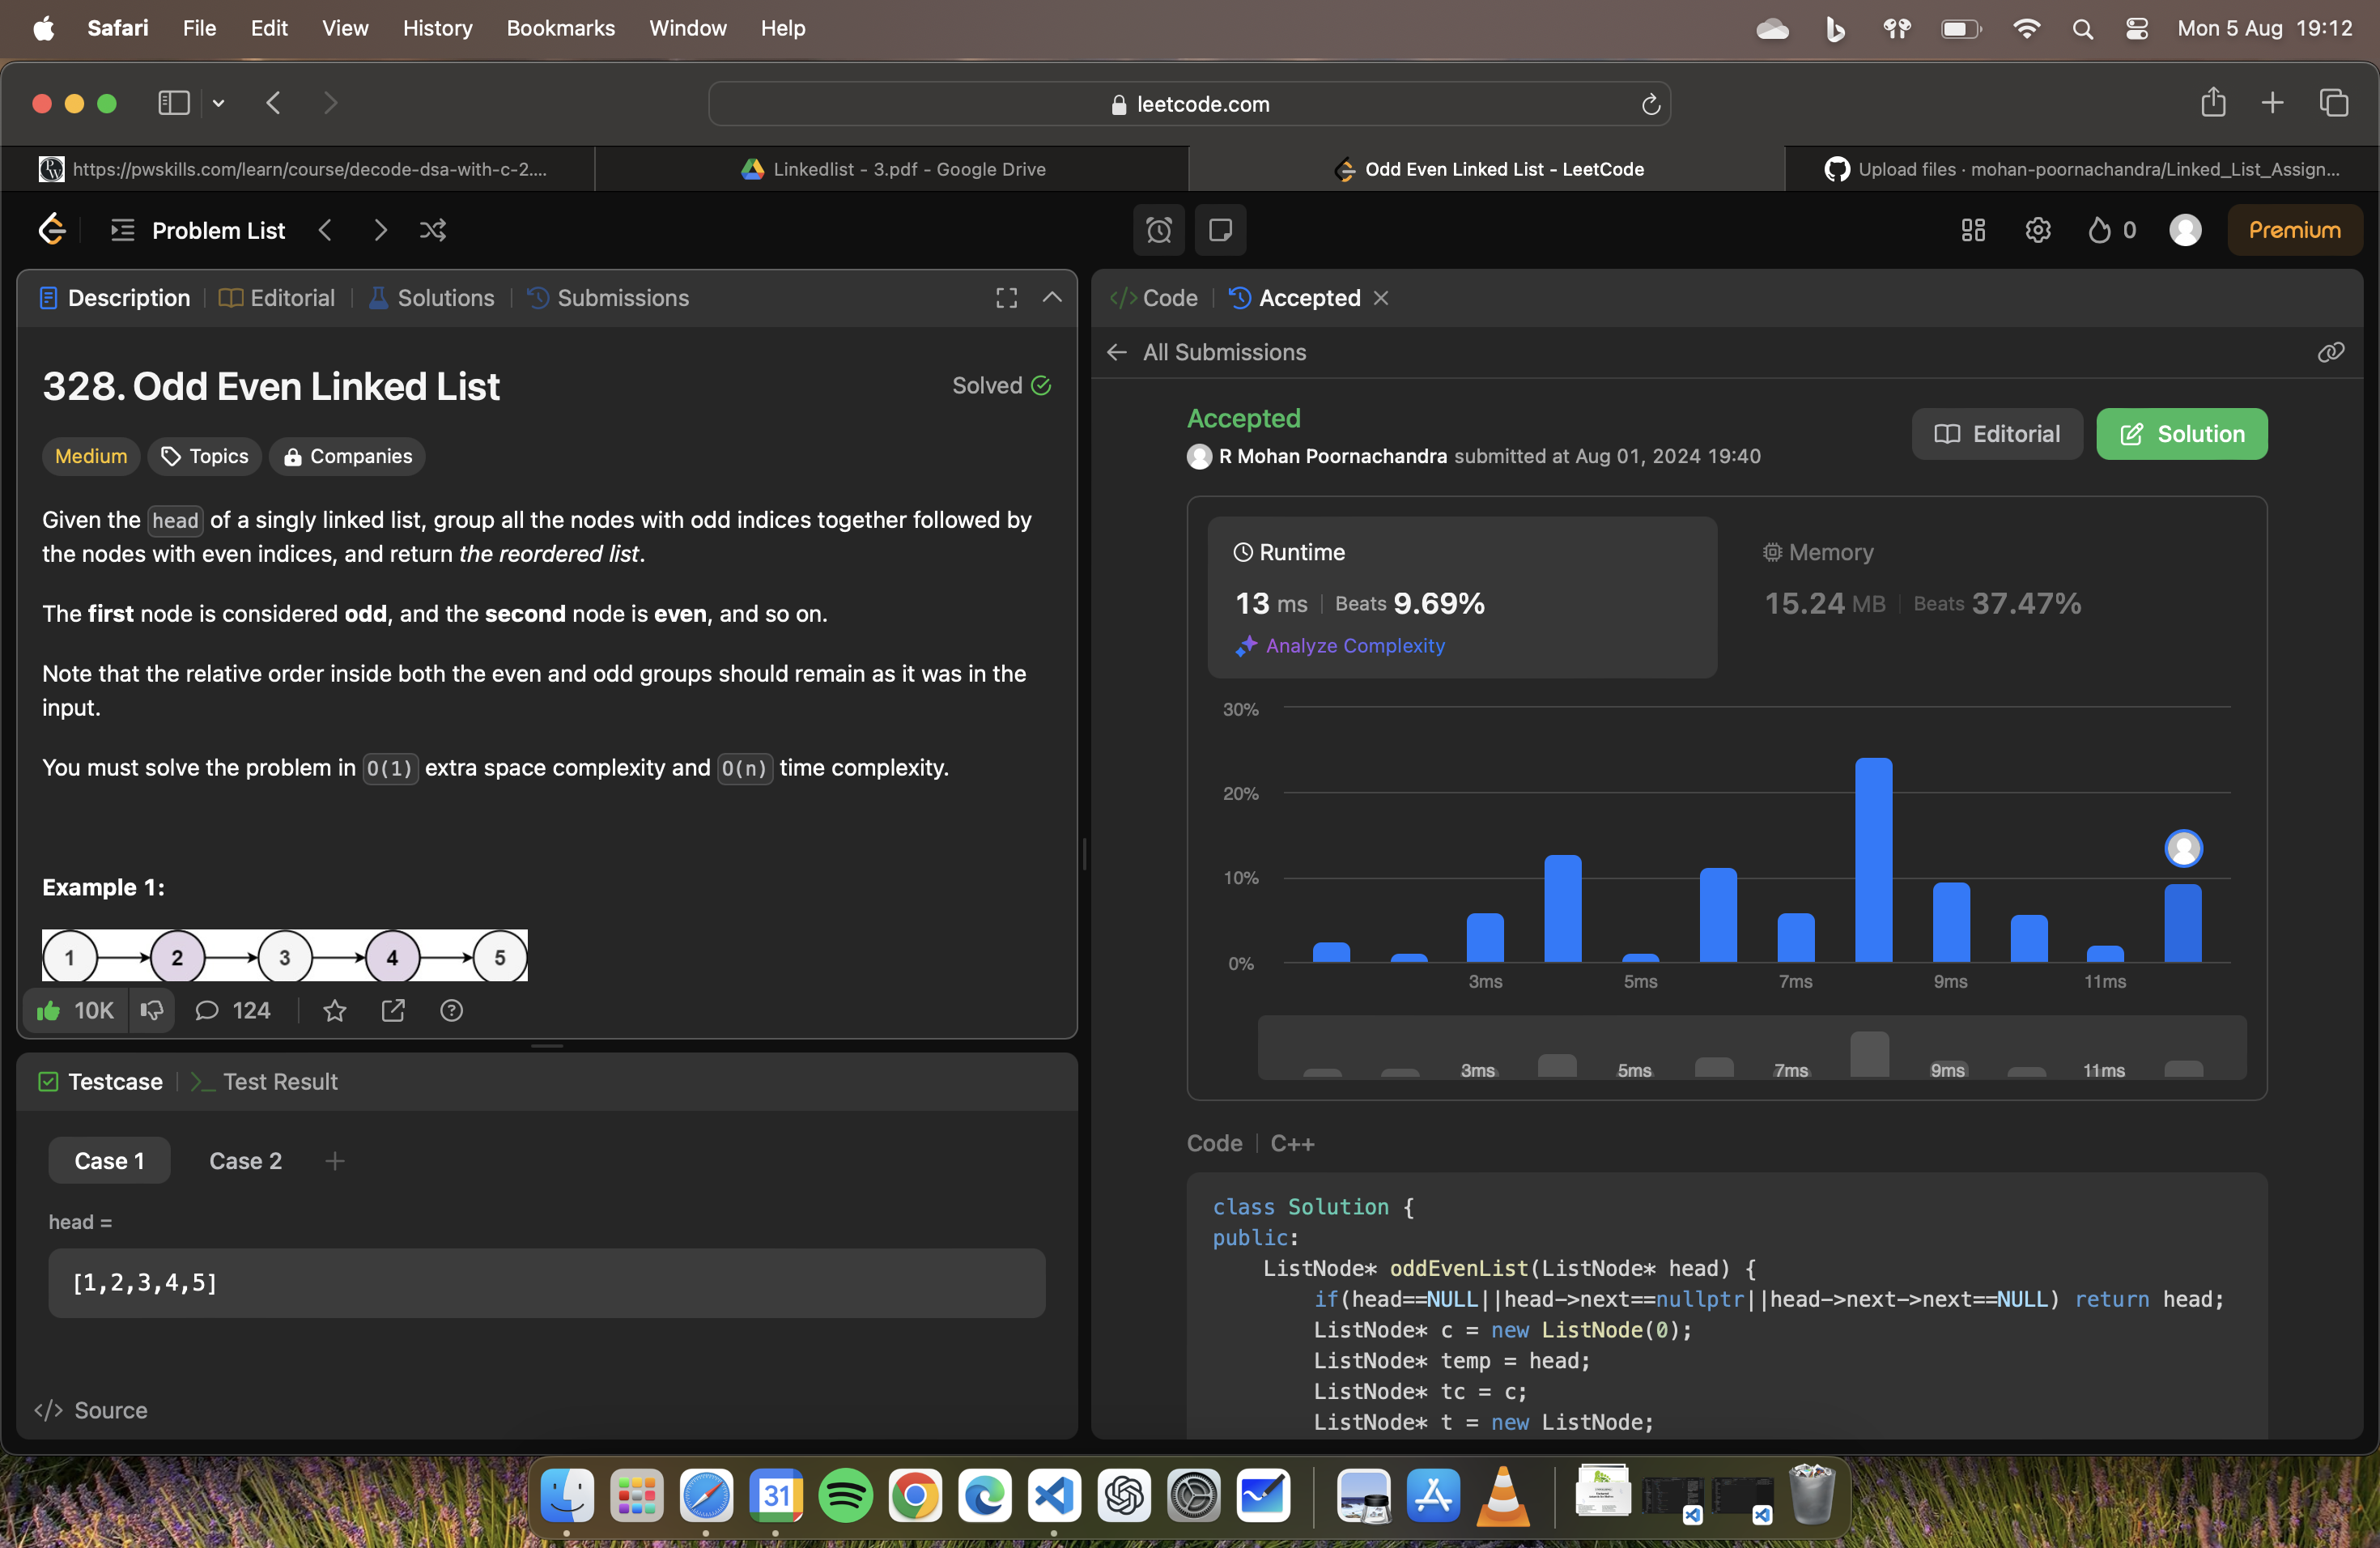 Safari File Edit View History Bookmarks Window Help Mon 5 Aug 19:12
leetcode.com
https://pwskills.com/learn/course/decode-dsa-with-c-2.... Linkedlist - 3.pdf - Google Drive Odd Even Linked List - LeetCode Upload files · mohan-poornachandra/Linked_List_Assign...
Problem List 0 Premium
Description Editorial Solutions Submissions
328. Odd Even Linked List
Solved
Medium Topics Companies
Given the head of a singly linked list, group all the nodes with odd indices together followed by
the nodes with even indices, and return the reordered list.
The first node is considered odd, and the second node is even, and so on.
Note that the relative order inside both the even and odd groups should remain as it was in the
input.
You must solve the problem in O(1) extra space complexity and O(n) time complexity.
Example 1:
1 2 3 4 5
10K 124
Testcase Test Result
Case 1 Case 2 +
head =
[1,2,3,4,5]
Source
Code Accepted
All Submissions
Accepted
R Mohan Poornachandra submitted at Aug 01, 2024 19:40
Editorial Solution
Runtime
13 ms Beats 9.69%
Analyze Complexity
Memory
15.24 MB Beats 37.47%
30%
20%
10%
0%
3ms 5ms 7ms 9ms 11ms
3ms 5ms 7ms 9ms 11ms
Code C++
class Solution {
public:
ListNode* oddEvenList(ListNode* head) {
if(head==NULL||head->next==nullptr||head->next->next==NULL) return head;
ListNode* c = new ListNode(0);
ListNode* temp = head;
ListNode* tc = c;
ListNode* t = new ListNode;
31